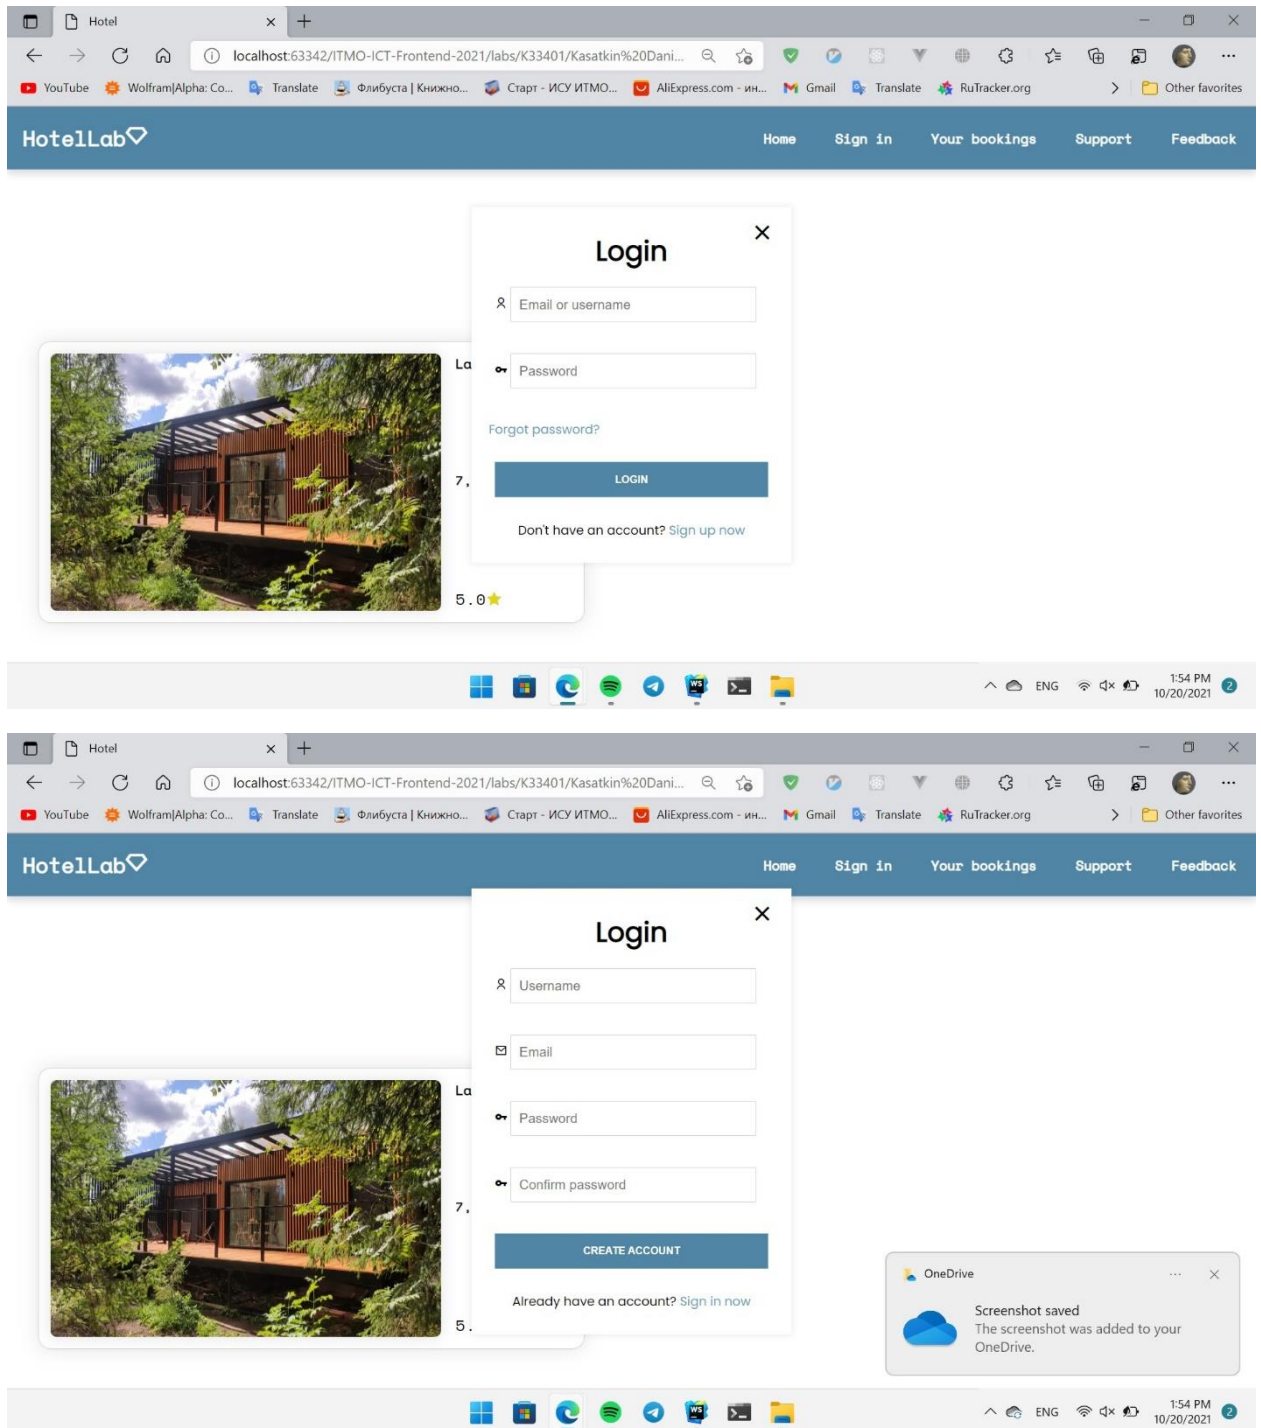 Hotel
localhost:63342/ITMO-ICT-Frontend-2021/labs/K33401/Kasatkin%20Dani...
YouTube Wolfram|Alpha: Co... Translate Флибуста | Книжно... Старт - ИСУ ИТМО... AliExpress.com - ин... Gmail Translate RuTracker.org Other favorites
HotelLab Home Sign in Your bookings Support Feedback
Login
Email or username
La
Password
Forgot password?
7,
LOGIN
Don't have an account? Sign up now
5.0
ENG 1:54 PM
10/20/2021 2
Hotel
localhost:63342/ITMO-ICT-Frontend-2021/labs/K33401/Kasatkin%20Dani...
YouTube Wolfram|Alpha: Co... Translate Флибуста | Книжно... Старт - ИСУ ИТМО... AliExpress.com - ин... Gmail Translate RuTracker.org Other favorites
HotelLab Home Sign in Your bookings Support Feedback
Login
Username
Email
La
Password
Confirm password
7,
CREATE ACCOUNT
Already have an account? Sign in now
5.
OneDrive
Screenshot saved
The screenshot was added to your
OneDrive.
ENG 1:54 PM
10/20/2021 2